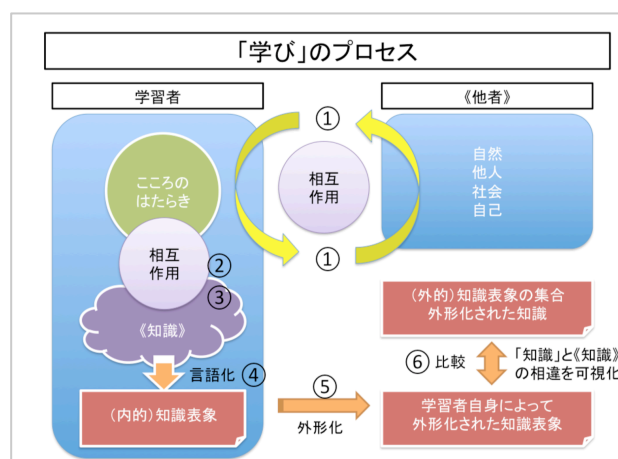 「学び」のプロセス
学習者
《他者》
①
こころの
はたらき
相互
作用
自然
他人
社会
自己
相互
作用
②
①
③
《知識》
(外的)知識表象の集合
外形化された知識
言語化 ④
⑥ 比較
「知識」と《知識》
の相違を可視化
(内的)知識表象
⑤
外形化
学習者自身によって
外形化された知識表象